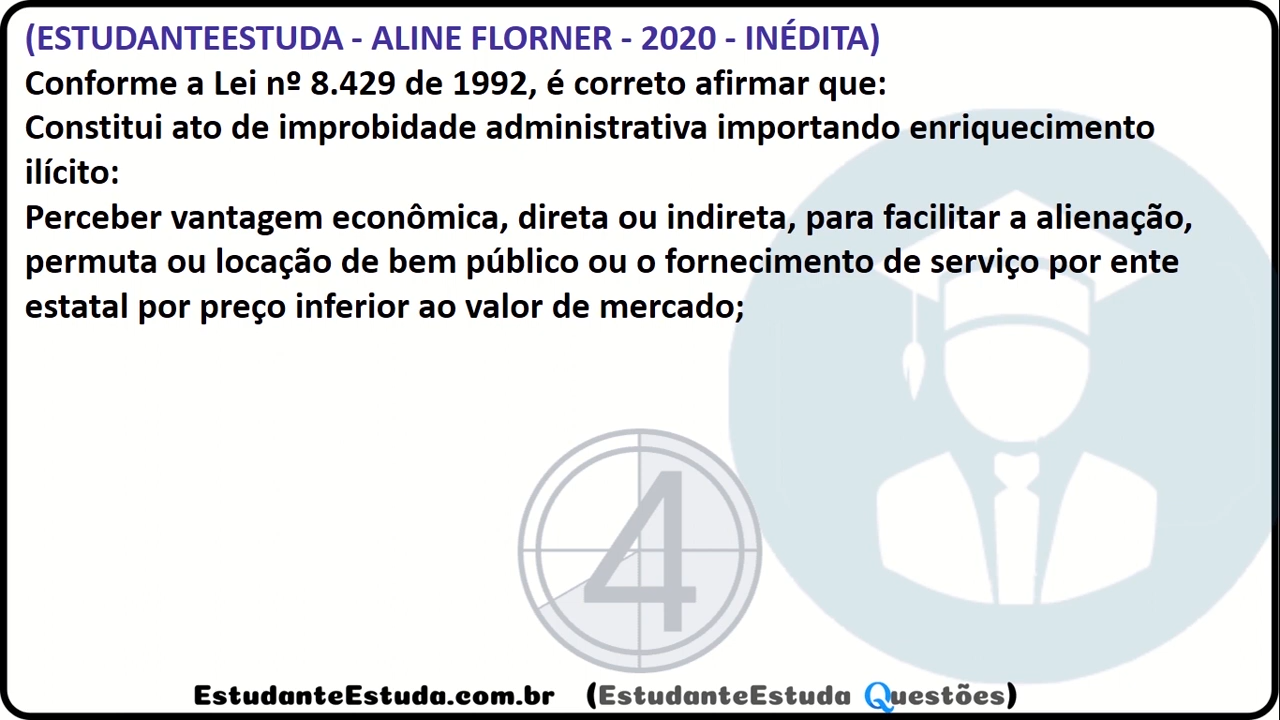 (ESTUDANTEESTUDA - ALINE FLORNER - 2020 - INÉDITA)
Conforme a Lei nº 8.429 de 1992, é correto afirmar que:
Constitui ato de improbidade administrativa importando enriquecimento
ilícito:
Perceber vantagem econômica, direta ou indireta, para facilitar a alienação,
permuta ou locação de bem público ou o fornecimento de serviço por ente
estatal por preço inferior ao valor de mercado;
4
EstudanteEstuda.com.br (EstudanteEstuda Questões)